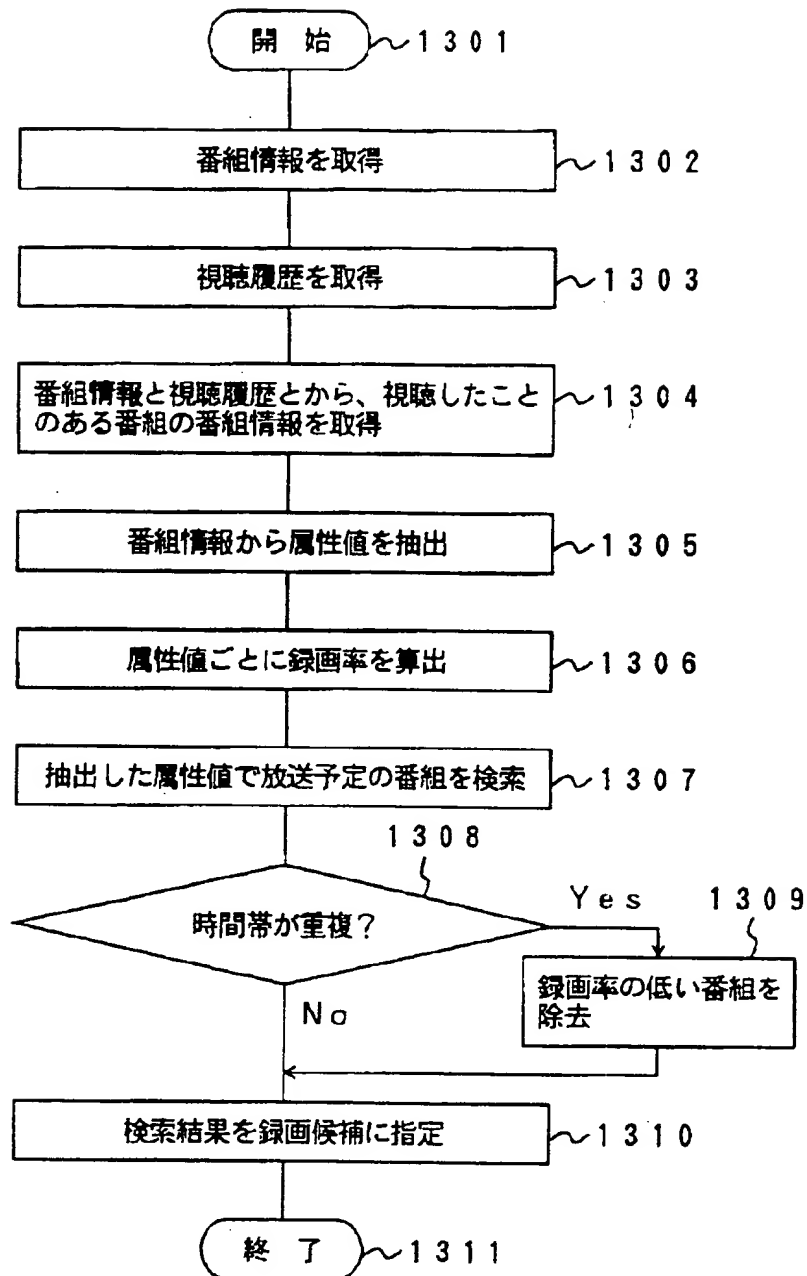 開 始 1301
番組情報を取得 1302
視聴履歴を取得 1303
番組情報と視聴履歴とから、視聴したこと
のある番組の番組情報を取得 1304
番組情報から属性値を抽出 1305
属性値ごとに録画率を算出 1306
抽出した属性値で放送予定の番組を検索 1307
1308
時間帯が重複?
Yes
1309
録画率の低い番組を
除去
No
検索結果を録画候補に指定 1310
終 了 1311